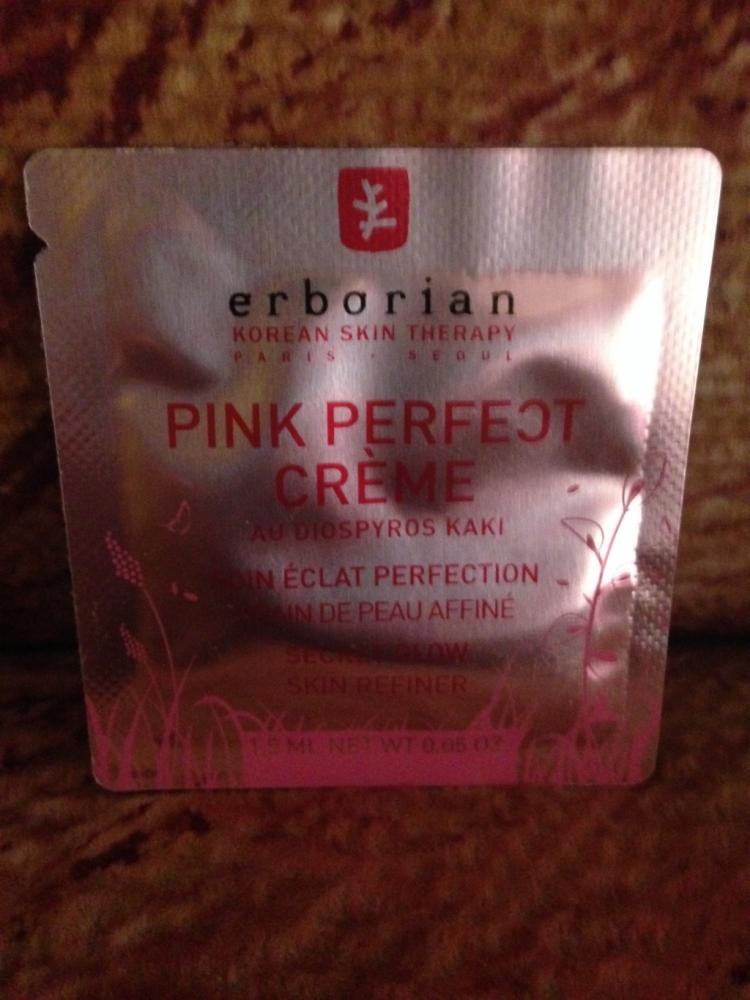 erborian
KOREAN SKIN THERAPY
PARIS · SEOUL
PINK PERFECT
CRÈME
AU DIOSPYROS KAKI
SOIN ÉCLAT PERFECTION
DE PEAU AFFINÉ
SECRET GLOW
SKIN REFINER
1.5 ML NET WT 0.05 OZ.